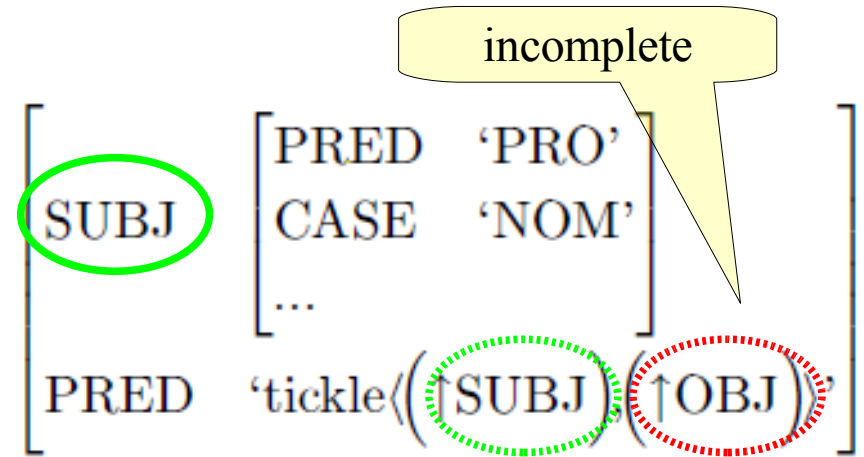 incomplete
PRED ‘PRO’
SUBJ CASE ‘NOM’
...
PRED ‘tickle⟨(↑SUBJ),(↑OBJ)⟩’